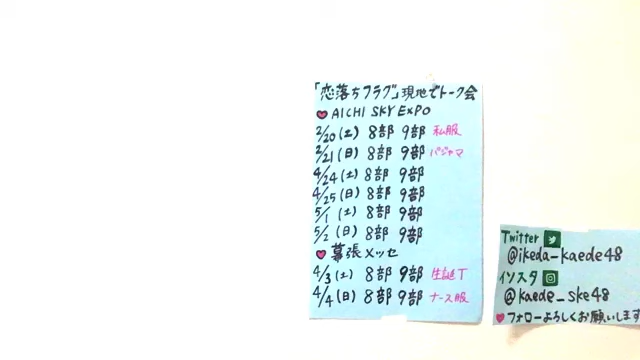 「恋落ちフラグ」現地でトーク会
♥ AICHI SKY EXPO
2/20(土) 8部 9部 私服
2/21(日) 8部 9部 パジャマ
4/24(土) 8部 9部
4/25(日) 8部 9部
5/1(土) 8部 9部
5/2(日) 8部 9部
♥ 幕張メッセ
4/3(土) 8部 9部 生誕T
4/4(日) 8部 9部 ナース服
Twitter
@ikeda_kaede48
インスタ
@kaede_ske48
♥フォローよろしくお願いします